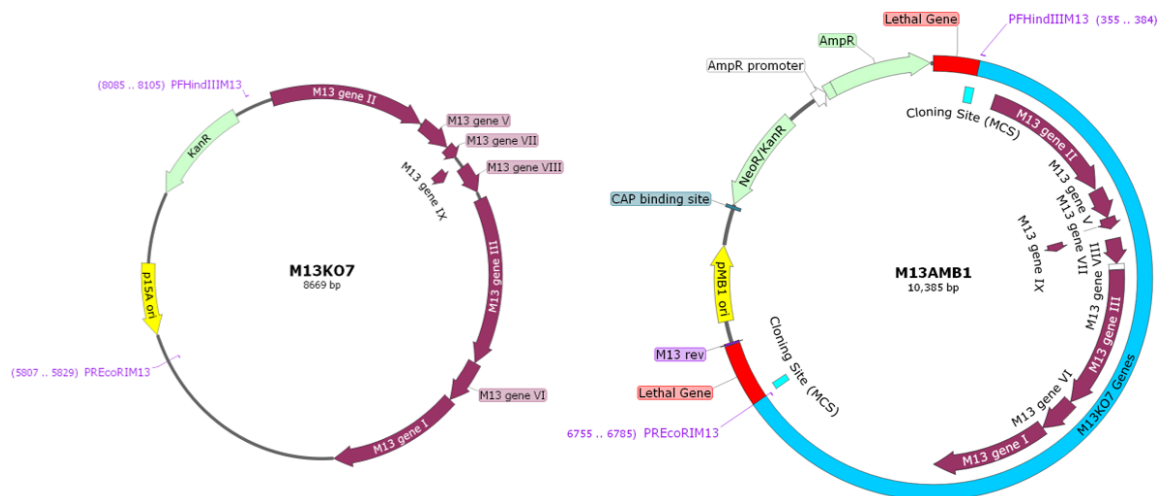 (8085 .. 8105) PFHindIIIM13
M13 gene II
M13 gene V
M13 gene VII
M13 gene VIII
M13 gene IX
KanR
M13 gene III
M13KO7
8669 bp
p15A ori
(5807 .. 5829) PREcoRIM13
M13 gene VI
M13 gene I
Lethal Gene
PFHindIIIM13 (355 .. 384)
AmpR
AmpR promoter
Cloning Site (MCS)
M13 gene II
NeoR/KanR
M13 gene V
M13 gene VII
CAP binding site
M13 gene VIII
M13 gene IX
M13AMB1
10,385 bp
pMB1 ori
M13 gene III
M13 rev
Cloning Site (MCS)
Lethal Gene
M13 gene VI
M13KO7 Genes
6755 .. 6785) PREcoRIM13
M13 gene I